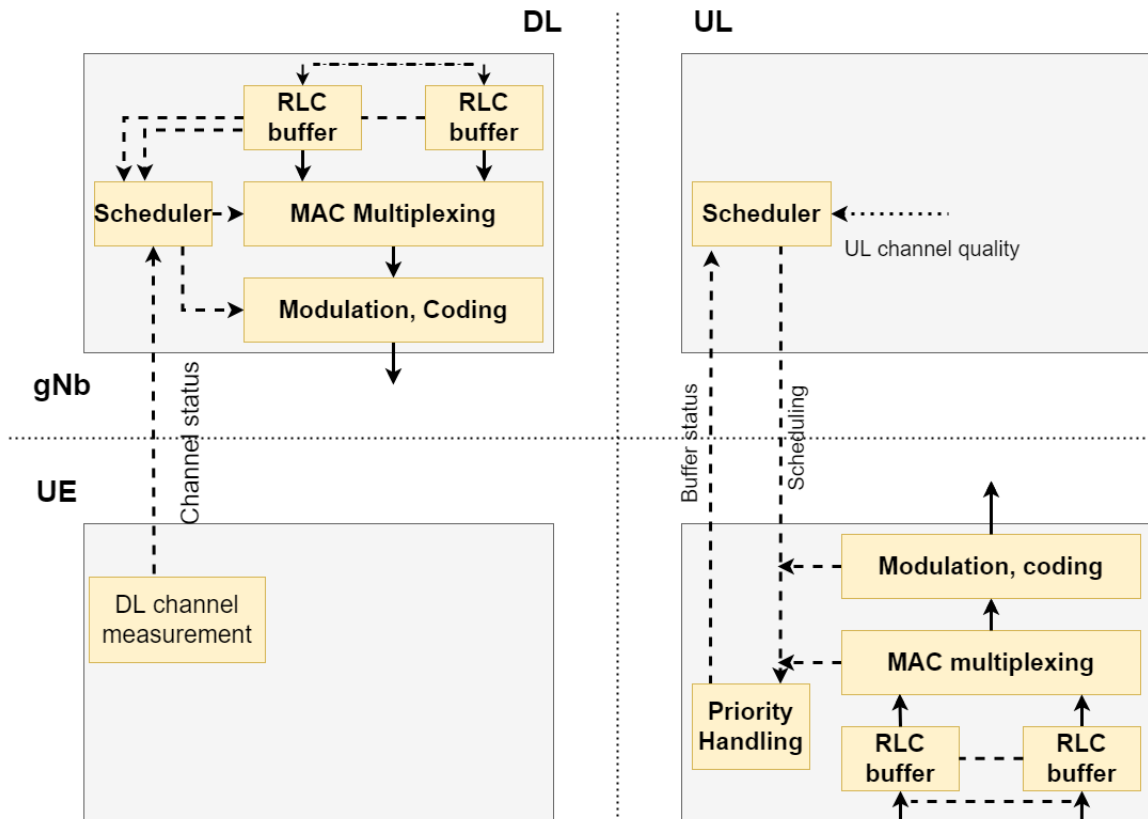 DL
UL
RLC
buffer
RLC
buffer
Scheduler
MAC Multiplexing
Modulation, Coding
Scheduler
UL channel quality
gNb
Channel status
Buffer status
Scheduling
UE
DL channel
measurement
Modulation, coding
MAC multiplexing
Priority
Handling
RLC
buffer
RLC
buffer